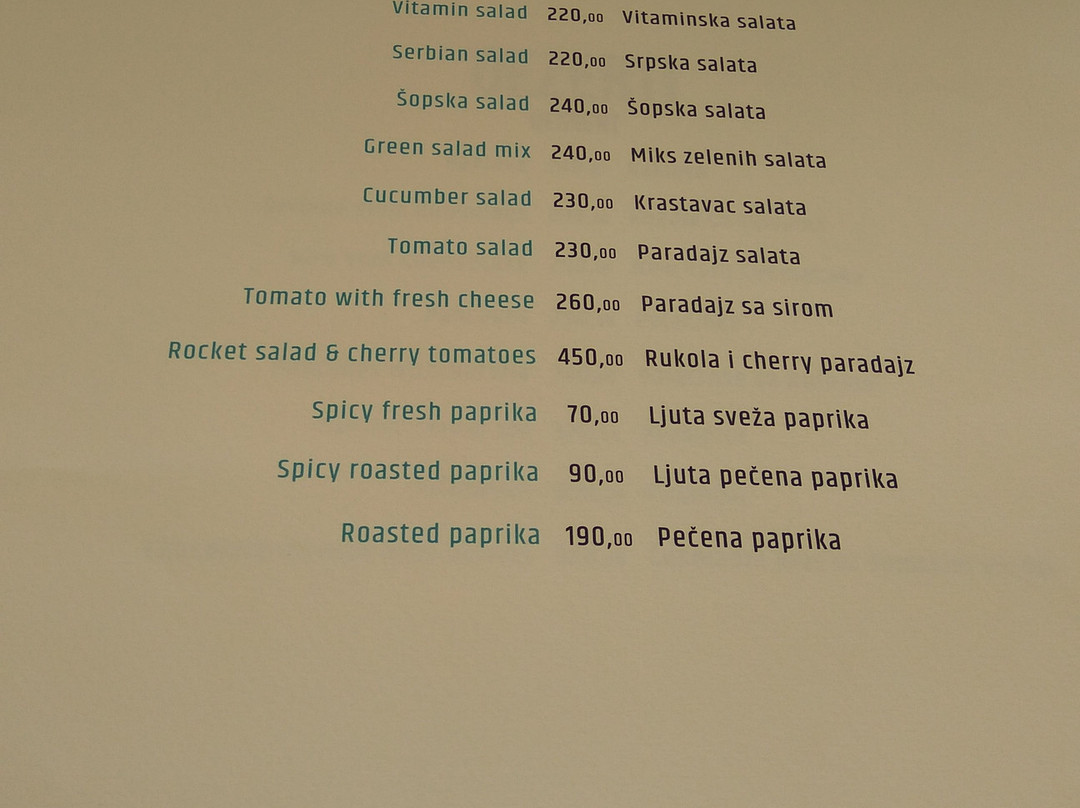 Vitamin salad 220,00 Vitaminska salata
Serbian salad 220,00 Srpska salata
Šopska salad 240,00 Šopska salata
Green salad mix 240,00 Miks zelenih salata
Cucumber salad 230,00 Krastavac salata
Tomato salad 230,00 Paradajz salata
Tomato with fresh cheese 260,00 Paradajz sa sirom
Rocket salad & cherry tomatoes 450,00 Rukola i cherry paradajz
Spicy fresh paprika 70,00 Ljuta sveža paprika
Spicy roasted paprika 90,00 Ljuta pečena paprika
Roasted paprika 190,00 Pečena paprika